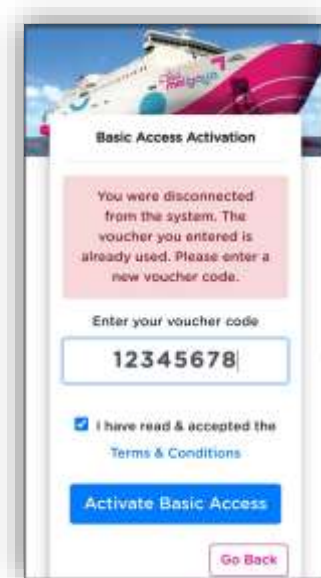 Basic Access Activation
You were disconnected
from the system. The
voucher you entered is
already used. Please enter a
new voucher code.
Enter your voucher code
12345678
I have read & accepted the
Terms & Conditions
Activate Basic Access
Go Back